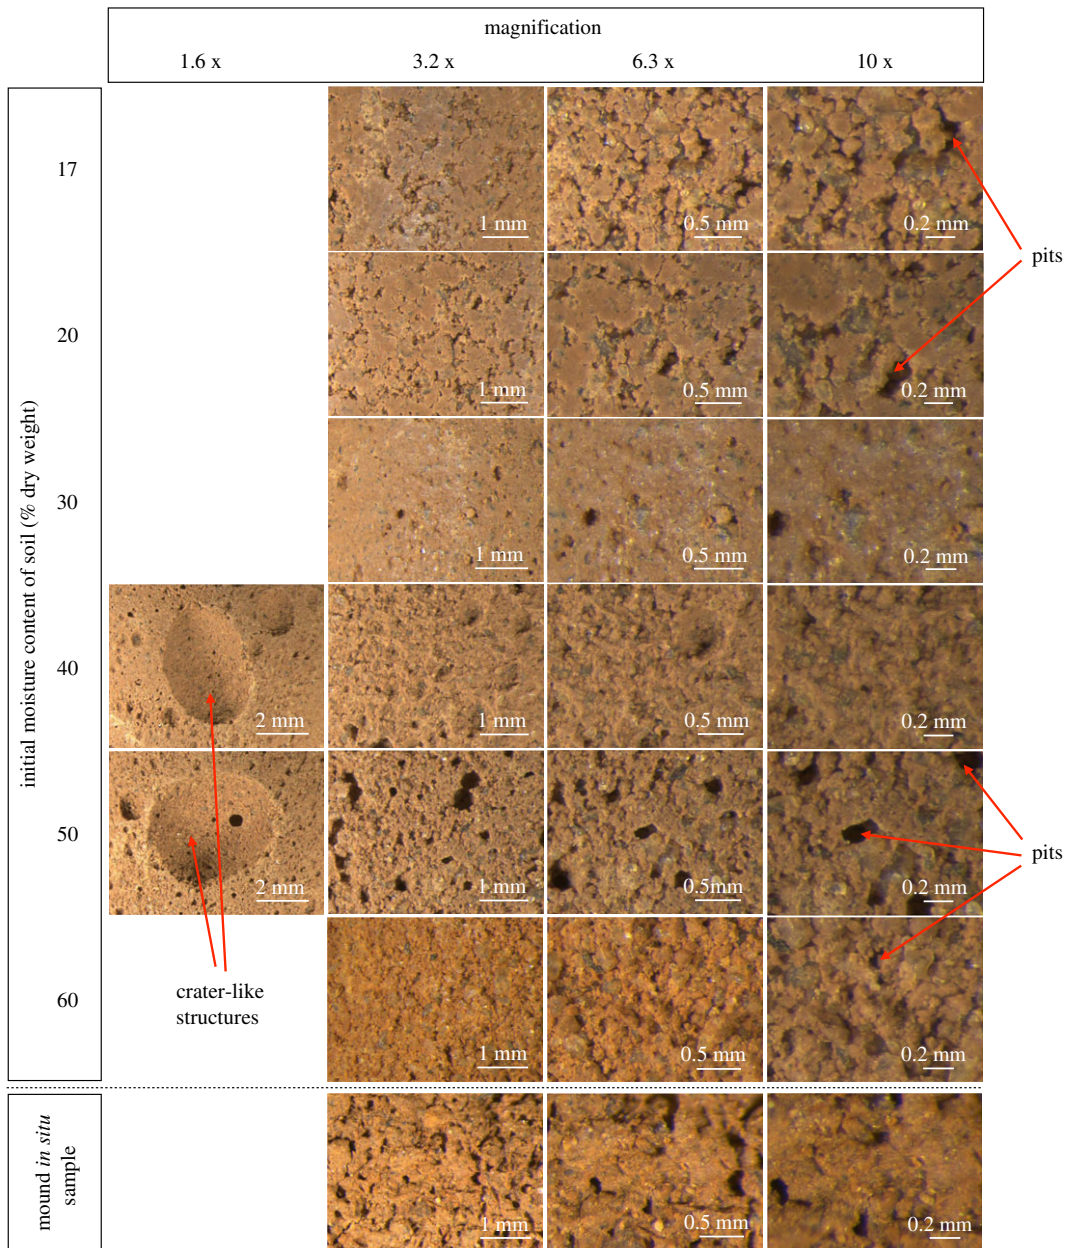 magnification
1.6 x 3.2 x 6.3 x 10 x
initial moisture content of soil (% dry weight)
17
1 mm 0.5 mm 0.2 mm
pits
20
1 mm 0.5 mm 0.2 mm
30
1 mm 0.5 mm 0.2 mm
40
2 mm 1 mm 0.5 mm 0.2 mm
50
2 mm 1 mm 0.5mm 0.2 mm
pits
60
crater-like
structures
1 mm 0.5 mm 0.2 mm
mound in situ
sample
1 mm 0.5 mm 0.2 mm